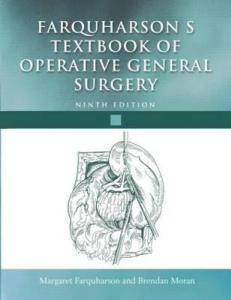 FARQUHARSON S
TEXTBOOK OF
OPERATIVE GENERAL
SURGERY
NINTH EDITION
Margaret Farquharson and Brendan Moran